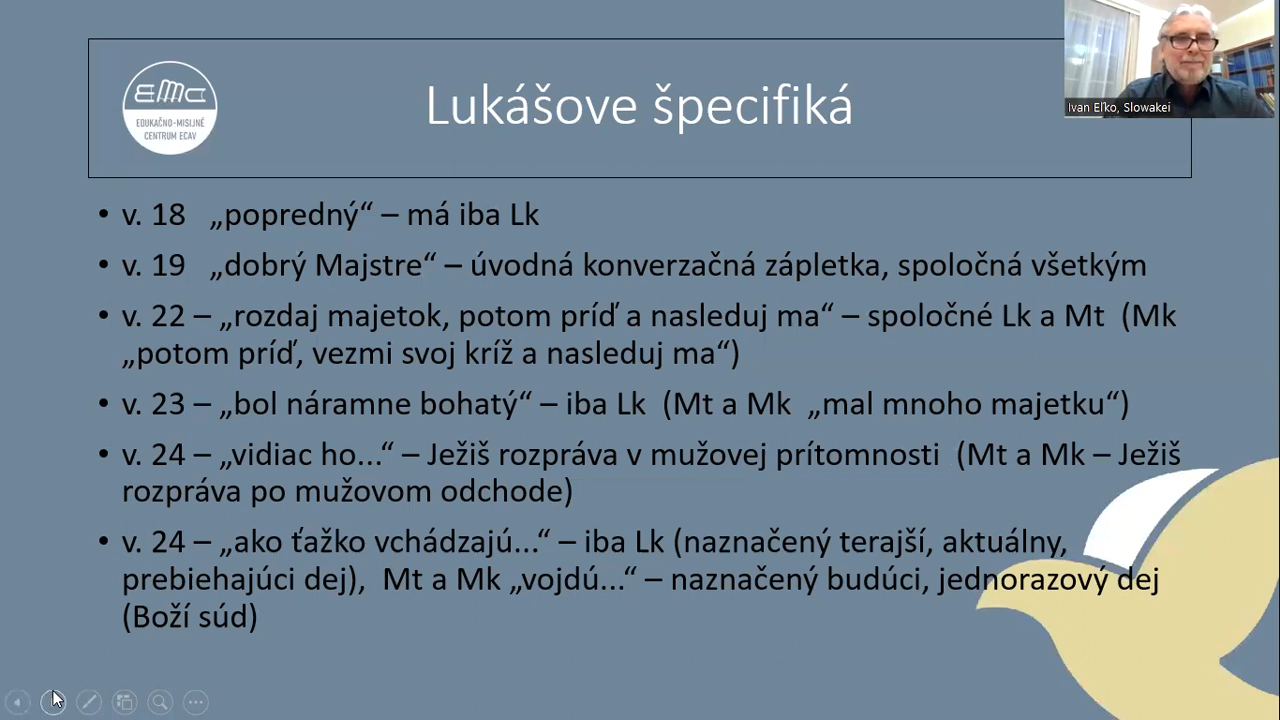 EMC
EDUKAČNO-MISIJNÉ
CENTRUM ECAV
Lukášove špecifiká
Ivan Eľko, Slowakei
• v. 18 „popredný“ – má iba Lk
• v. 19 „dobrý Majstre“ – úvodná konverzačná zápletka, spoločná všetkým
• v. 22 – „rozdaj majetok, potom príď a nasleduj ma“ – spoločné Lk a Mt (Mk
„potom príď, vezmi svoj kríž a nasleduj ma“)
• v. 23 – „bol náramne bohatý“ – iba Lk (Mt a Mk „mal mnoho majetku“)
• v. 24 – „vidiac ho...“ – Ježiš rozpráva v mužovej prítomnosti (Mt a Mk – Ježiš
rozpráva po mužovom odchode)
• v. 24 – „ako ťažko vchádzajú...“ – iba Lk (naznačený terajší, aktuálny,
prebiehajúci dej), Mt a Mk „vojdú...“ – naznačený budúci, jednorazový dej
(Boží súd)